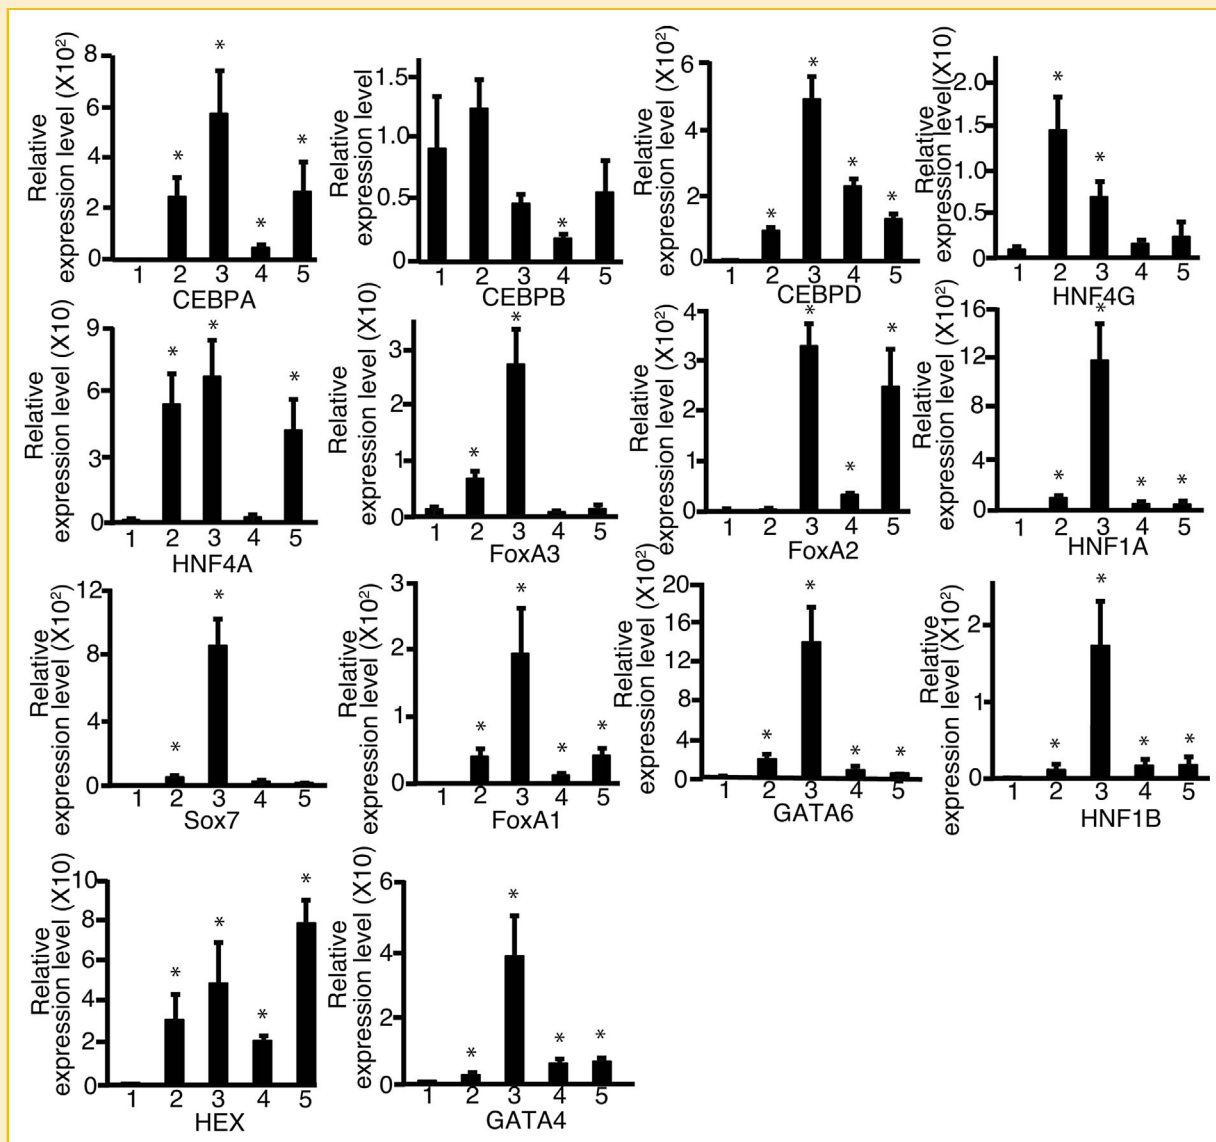 Relative
expression level (X10²)
8
6
4
2
0
*
*
*
*
1 2 3 4 5
CEBPA
Relative
expression level
1.5
1.0
0.5
0
*
1 2 3 4 5
CEBPB
Relative
expression level (X10²)
6
4
2
0
*
*
*
*
1 2 3 4 5
CEBPD
Relative
expression level(X10)
2.0
1.5
1.0
0.5
0
*
*
1 2 3 4 5
HNF4G
Relative
expression level (X10)
9
6
3
0
*
*
*
1 2 3 4 5
HNF4A
Relative
expression level (X10)
3
2
1
0
*
*
1 2 3 4 5
FoxA3
Relative
expression level (X10²)
4
3
2
1
0
*
*
*
1 2 3 4 5
FoxA2
Relative
expression level (X10²)
16
12
8
4
0
*
*
*
*
1 2 3 4 5
HNF1A
Relative
expression level (X10²)
12
8
4
0
*
*
1 2 3 4 5
Sox7
Relative
expression level (X10²)
3
2
1
0
*
*
*
*
1 2 3 4 5
FoxA1
Relative
expression level (X10²)
20
16
12
8
4
0
*
*
*
*
1 2 3 4 5
GATA6
Relative
expression level (X10²)
2
1
0
*
*
*
*
1 2 3 4 5
HNF1B
Relative
expression level (X10)
10
8
6
4
2
0
*
*
*
*
1 2 3 4 5
HEX
Relative
expression level (X10)
6
4
2
0
*
*
*
*
1 2 3 4 5
GATA4